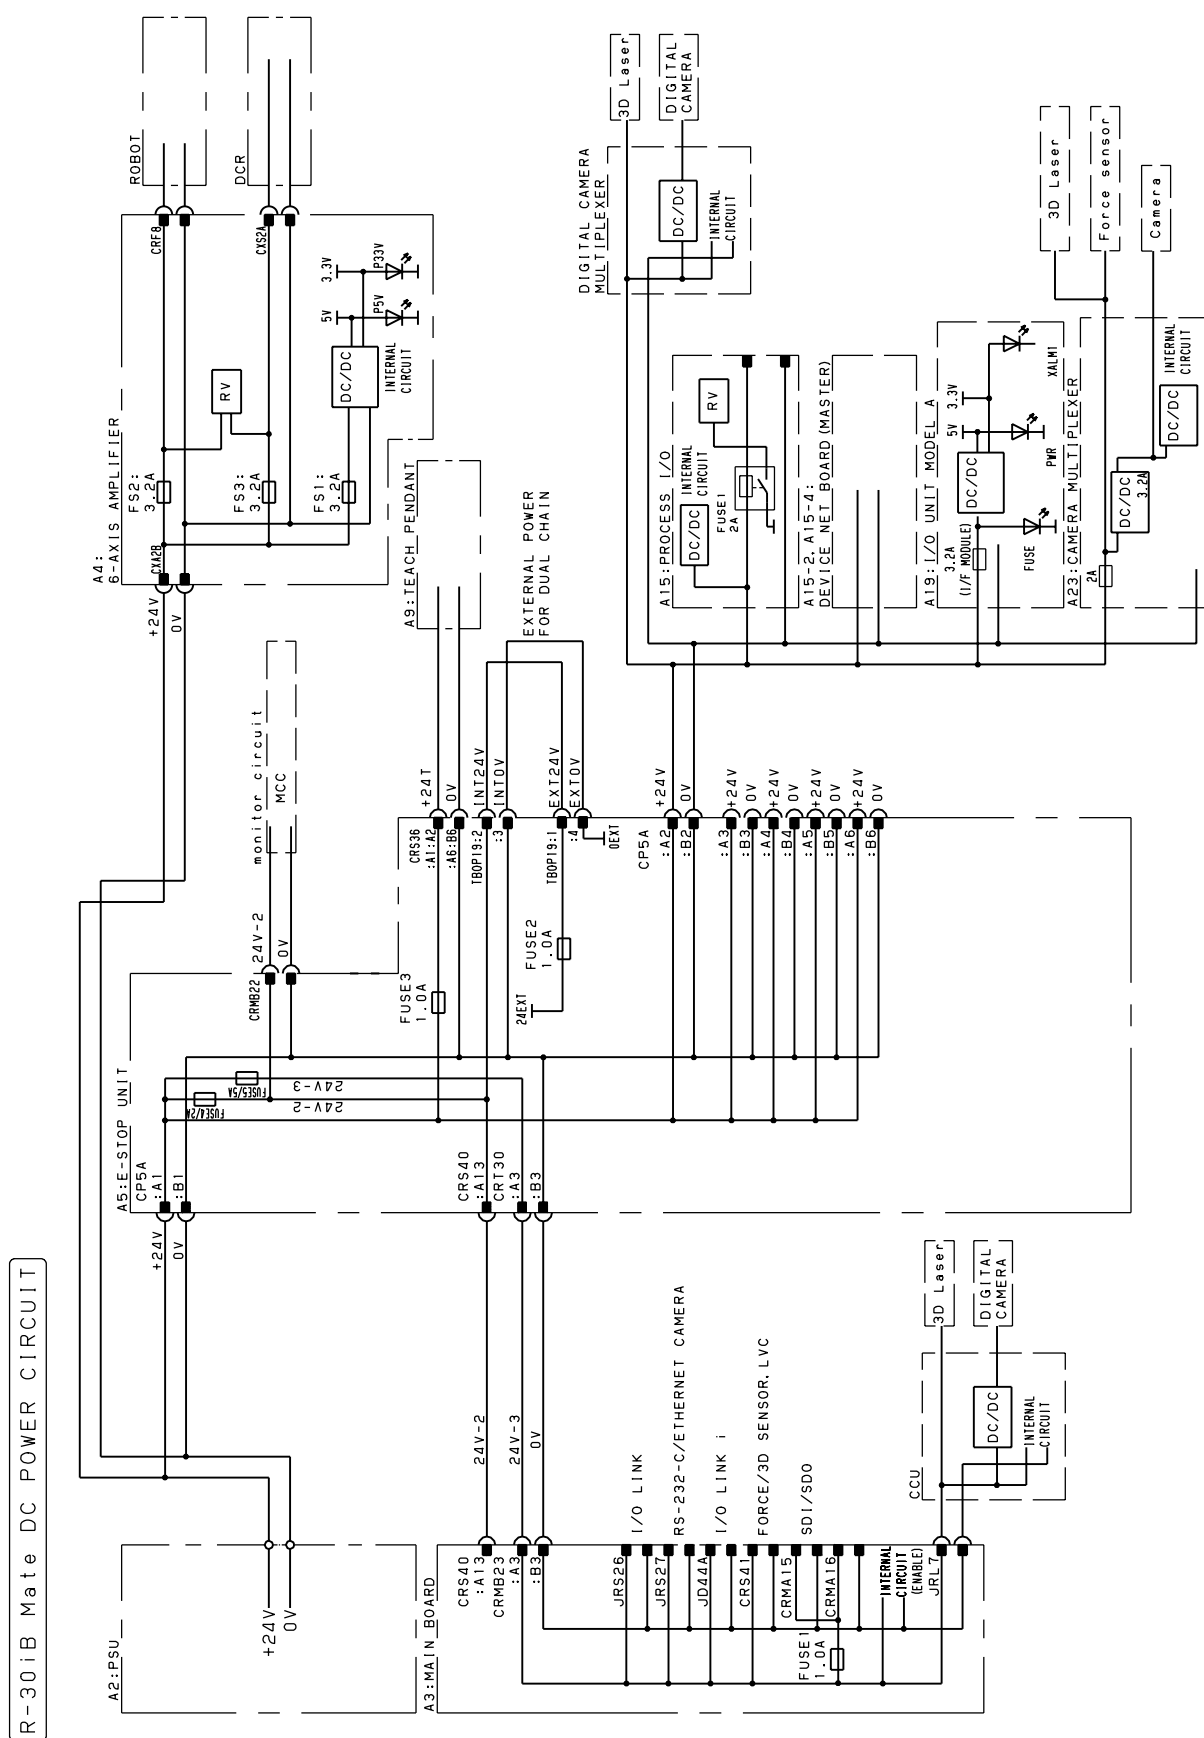 R-30iB Mate DC POWER CIRCUIT
A2:PSU
+24V
0V
A3:MAIN BOARD
CRS40
:A13
CRMB23
:A3
:B3
JRS26
JRS27
JD44A
CRS41
CRMA15
CRMA16
FUSE1
1.0A
INTERNAL
CIRCUIT
(ENABLE)
JRL7
I/O LINK
RS-232-C/ETHERNET CAMERA
I/O LINK i
FORCE/3D SENSOR, LVC
SDI/SDO
CCU
DC/DC
INTERNAL
CIRCUIT
3D Laser
DIGITAL
CAMERA
24V-2
24V-3
0V
+24V
0V
A5:E-STOP UNIT
CP5A
:A1
:B1
CRS40
:A13
CRT30
:A3
:B3
FUSE4/2A
FUSE5/5A
24V-3
24V-2
CRMB22
24V-2
0V
monitor circuit
MCC
FUSE3
1.0A
24EXT
FUSE2
1.0A
CRS36
:A1:A2
:A6:B6
TBOP19:2
:3
TBOP19:1
:4
0EXT
+24T
0V
INT24V
INT0V
EXT24V
EXT0V
EXTERNAL POWER
FOR DUAL CHAIN
CP5A
:A2
:B2
:A3
:B3
:A4
:B4
:A5
:B5
:A6
:B6
+24V
0V
+24V
0V
+24V
0V
+24V
0V
+24V
0V
A4:
6-AXIS AMPLIFIER
+24V
0V
CXA2B
FS2:
3.2A
FS3:
3.2A
FS1:
3.2A
RV
DC/DC
INTERNAL
CIRCUIT
5V
3.3V
P5V
P33V
CRF8
CXS2A
ROBOT
DCR
A9:TEACH PENDANT
A15:PROCESS I/O
DC/DC
INTERNAL
CIRCUIT
FUSE1
2A
RV
A15-2, A15-4:
DEVICE NET BOARD(MASTER)
A19:I/O UNIT MODEL A
3.2A
(I/F MODULE)
FUSE
DC/DC
5V
3.3V
PWR
XALM1
A23:CAMERA MULTIPLEXER
2A
DC/DC
3.2A
DC/DC
INTERNAL
CIRCUIT
3D Laser
Force sensor
Camera
DIGITAL CAMERA
MULTIPLEXER
DC/DC
INTERNAL
CIRCUIT
3D Laser
DIGITAL
CAMERA